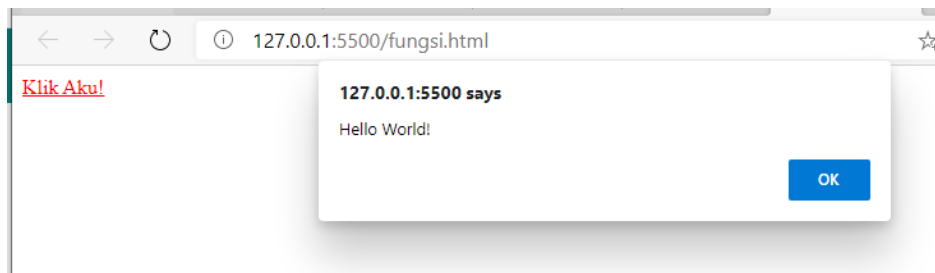 127.0.0.1:5500/fungsi.html
Klik Aku!
127.0.0.1:5500 says
Hello World!
OK